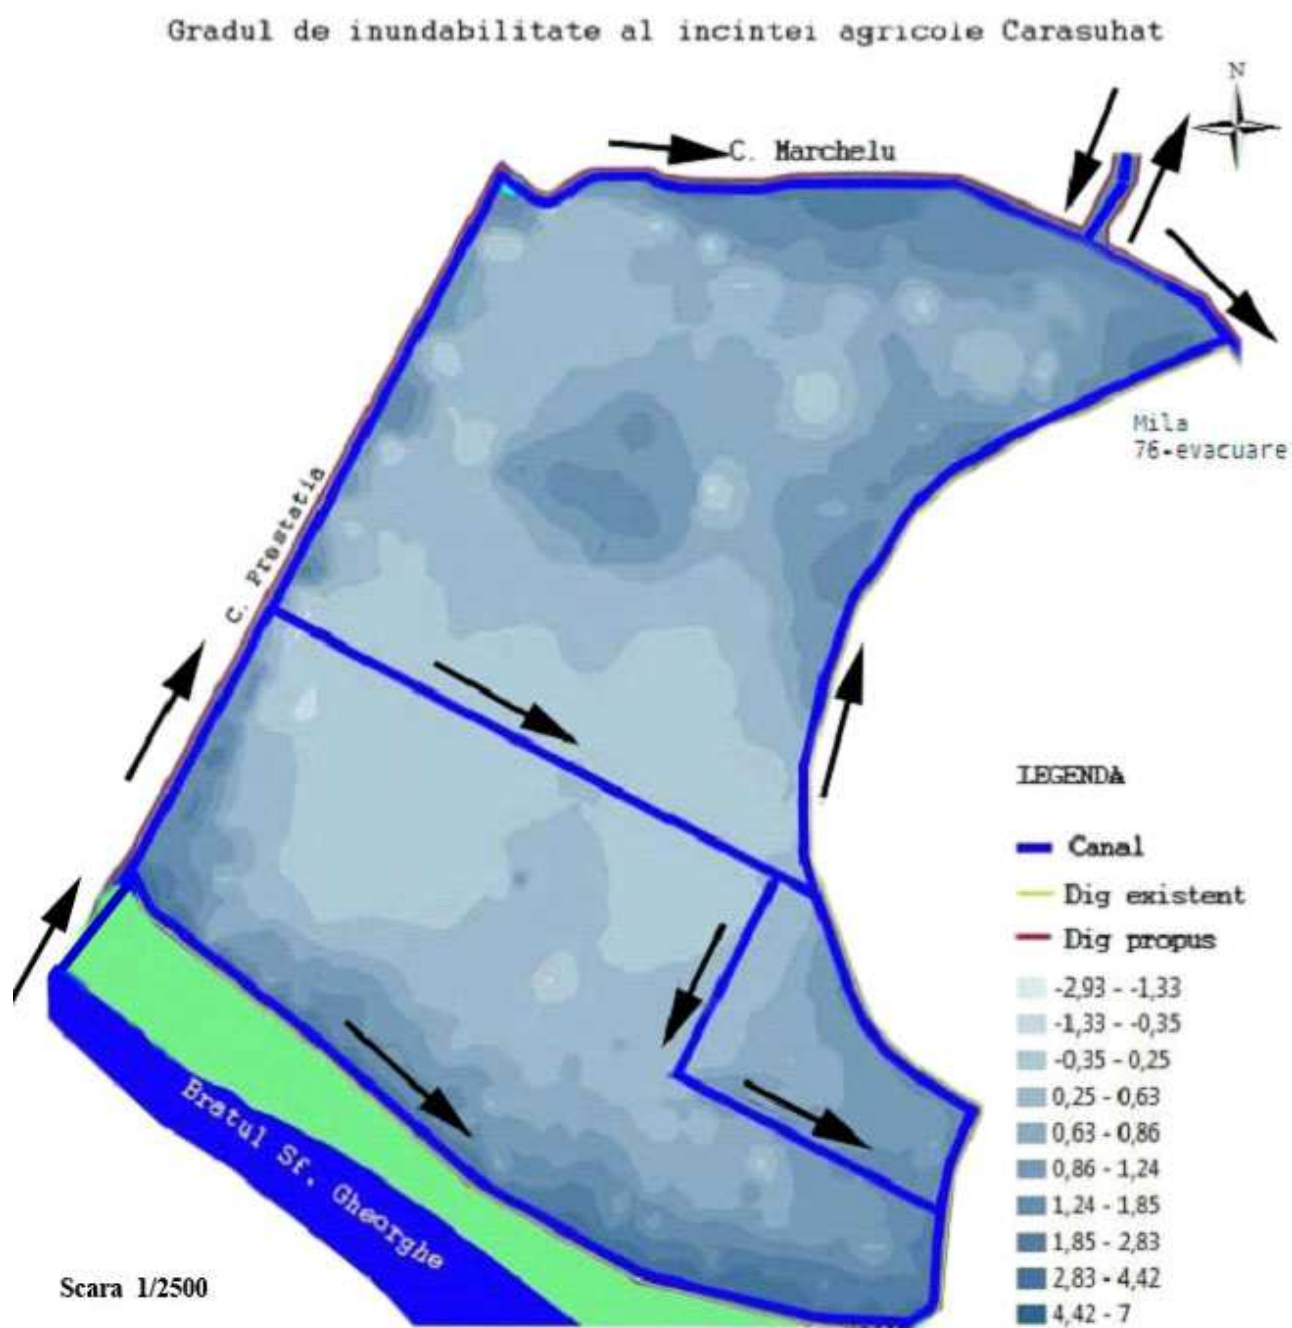 Gradul de inundabilitate al incintei agricole Carasuhat
N
C. Marchelu
Mila
76-evacuare
C. Prestatia
LEGENDA
Canal
Dig existent
Dig propus
-2,93 - -1,33
-1,33 - -0,35
-0,35 - 0,25
0,25 - 0,63
0,63 - 0,86
0,86 - 1,24
1,24 - 1,85
1,85 - 2,83
2,83 - 4,42
4,42 - 7
Bratul Sf. Gheorghe
Scara 1/2500